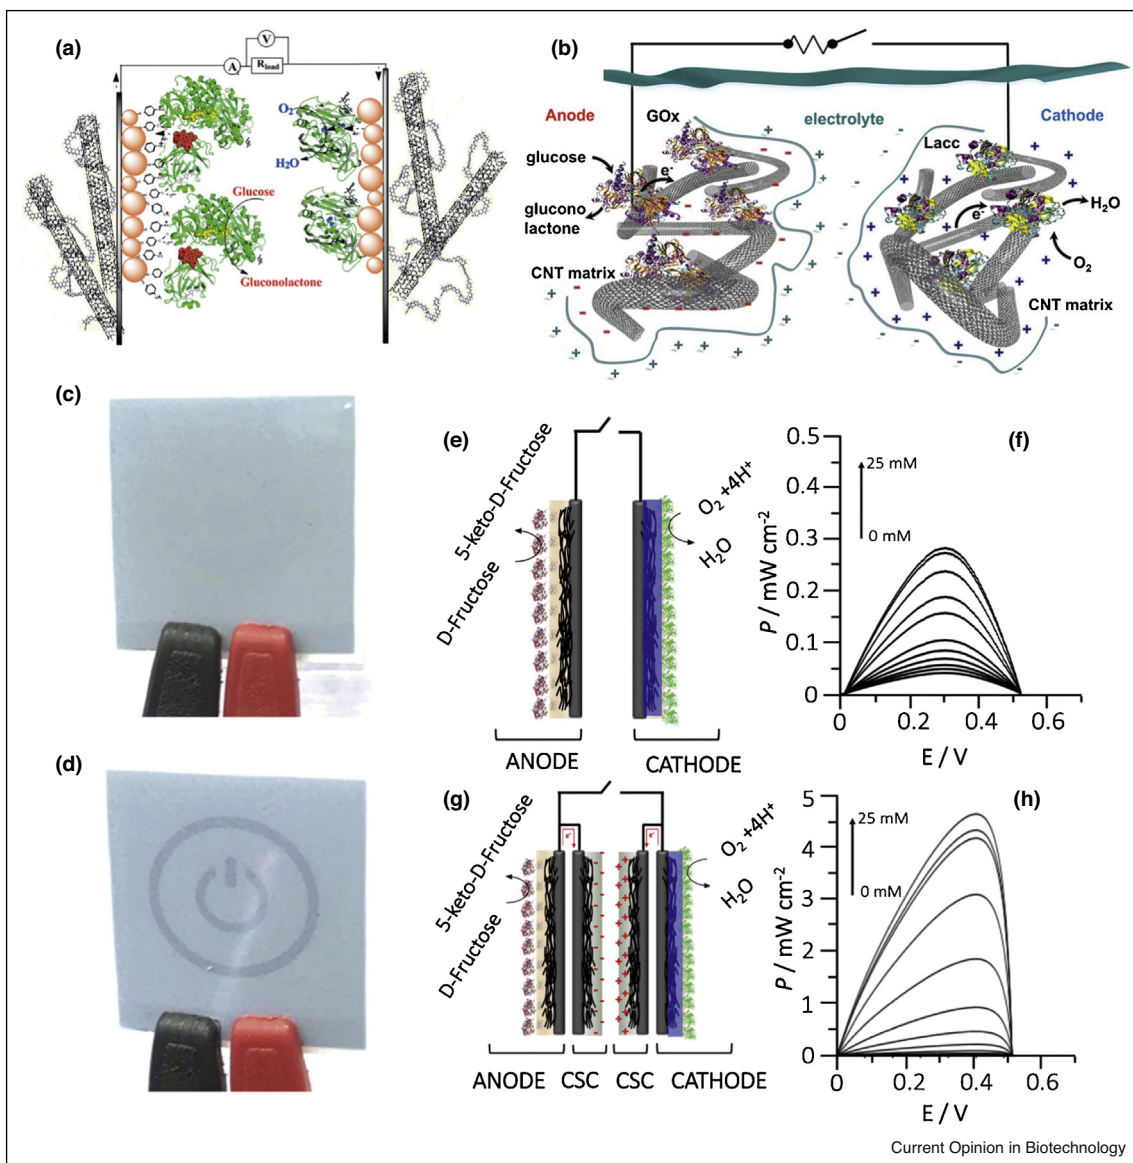 (a)
V
A
Rload
O2
H2O
Glucose
Gluconolactone
(b)
Anode
GOx
electrolyte
Cathode
glucose
e-
glucono
lactone
CNT matrix
Lacc
e-
H2O
O2
CNT matrix
(c)
(d)
(e)
5-keto-D-Fructose
D-Fructose
O2 +4H+
H2O
ANODE
CATHODE
(f)
P / mW cm-2
0.5
0.4
0.3
0.2
0.1
0
25 mM
0 mM
0 0.2 0.4 0.6
E / V
(g)
5-keto-D-Fructose
D-Fructose
e-
e-
O2 +4H+
H2O
ANODE CSC CSC CATHODE
(h)
P / mW cm-2
5
4
3
2
1
0
25 mM
0 mM
0 0.2 0.4 0.6
E / V
Current Opinion in Biotechnology